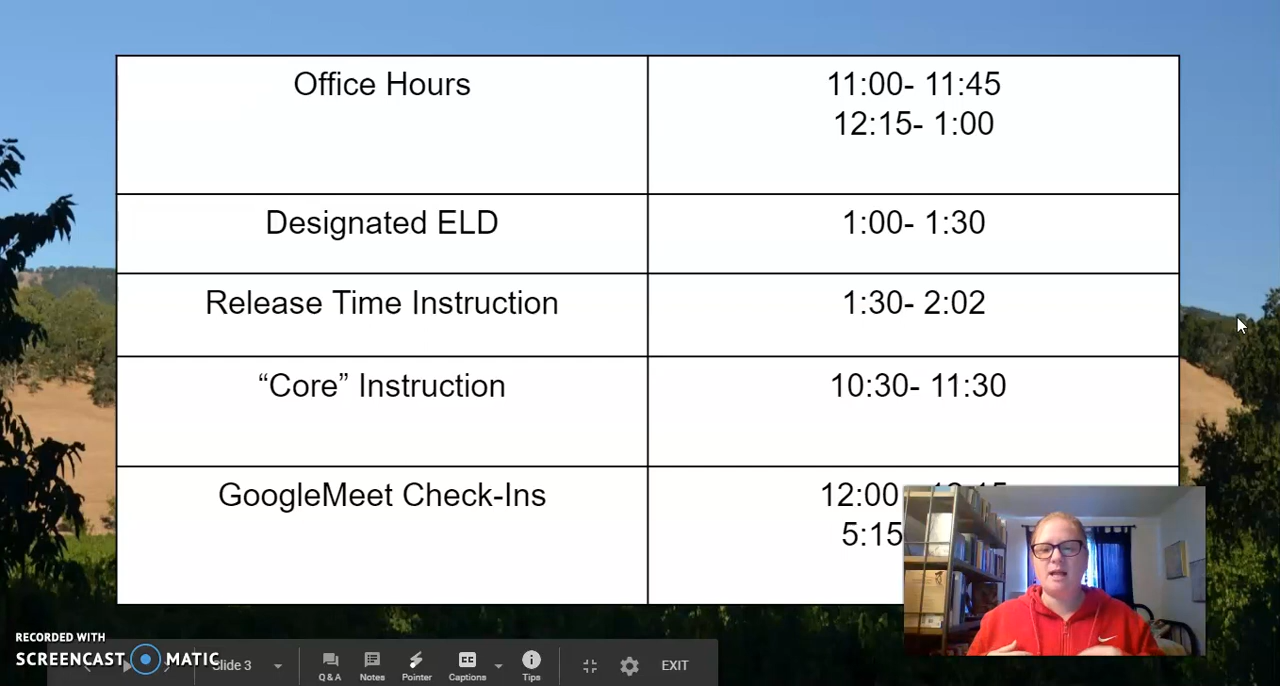 Office Hours
11:00- 11:45
12:15- 1:00
Designated ELD
1:00- 1:30
Release Time Instruction
1:30- 2:02
“Core” Instruction
10:30- 11:30
GoogleMeet Check-Ins
12:00
5:15
RECORDED WITH
SCREENCAST MATIC
Slide 3
Q & A
Notes
Pointer
CC
Captions
Tips
EXIT